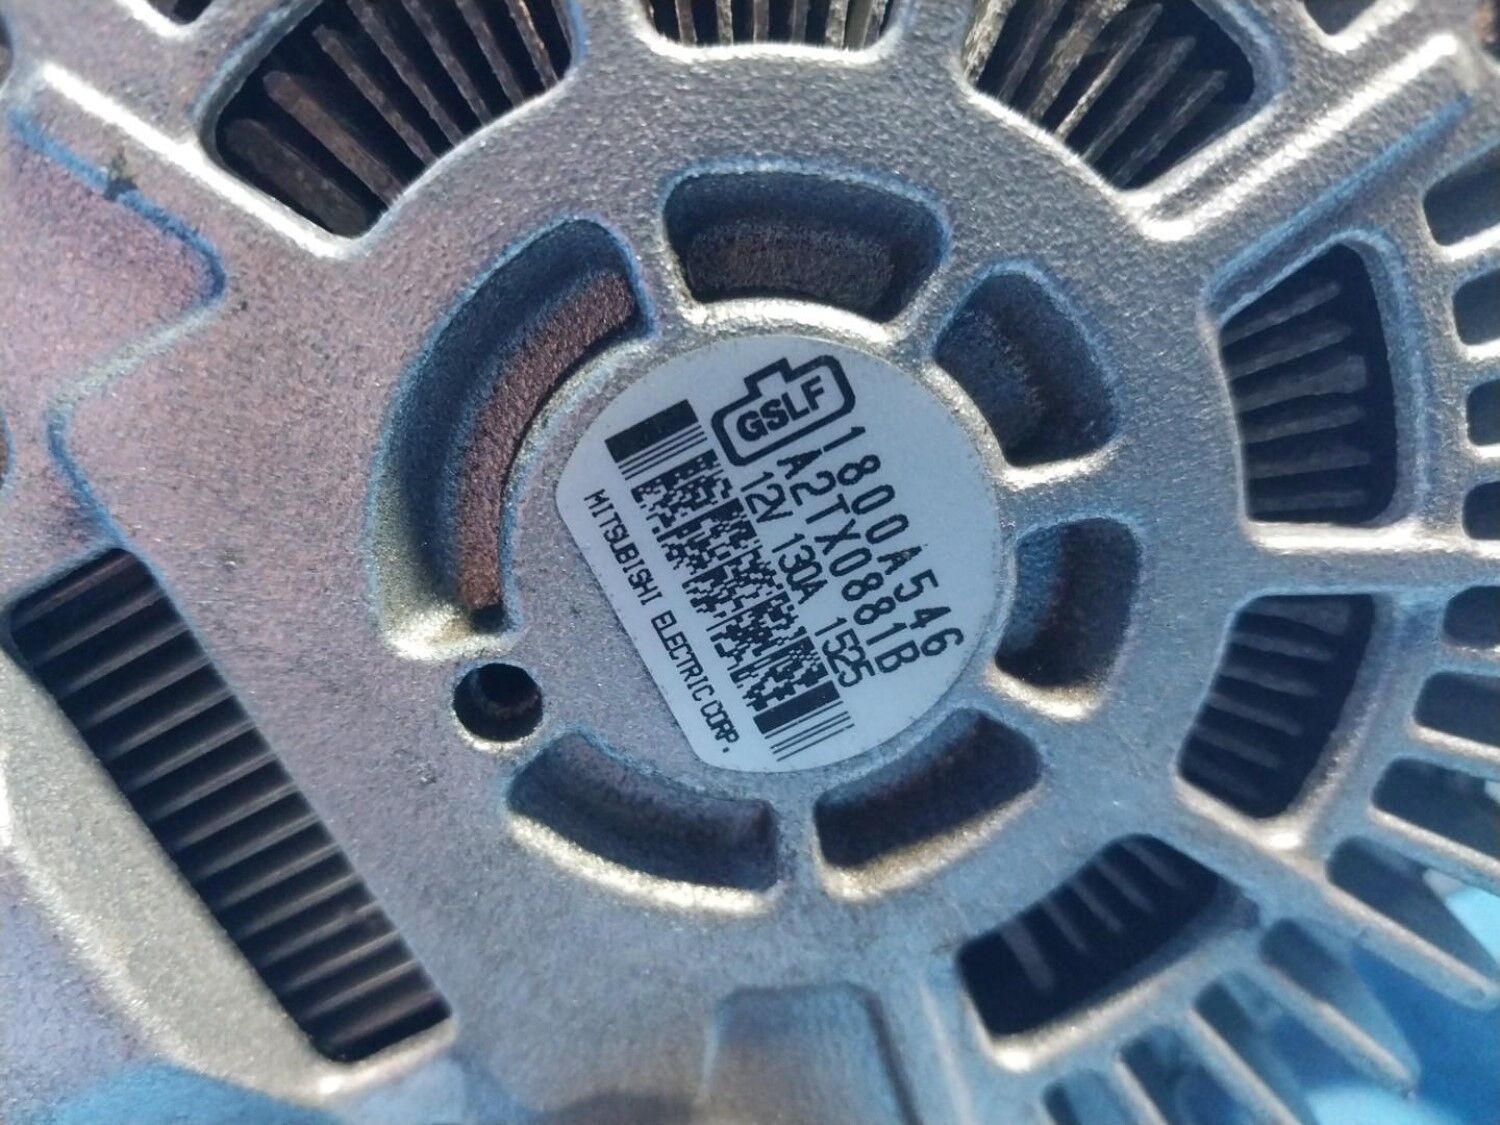 GSLF
1800A546
A2TX0881B
12V 130A 1525
MITSUBISHI ELECTRIC CORP.